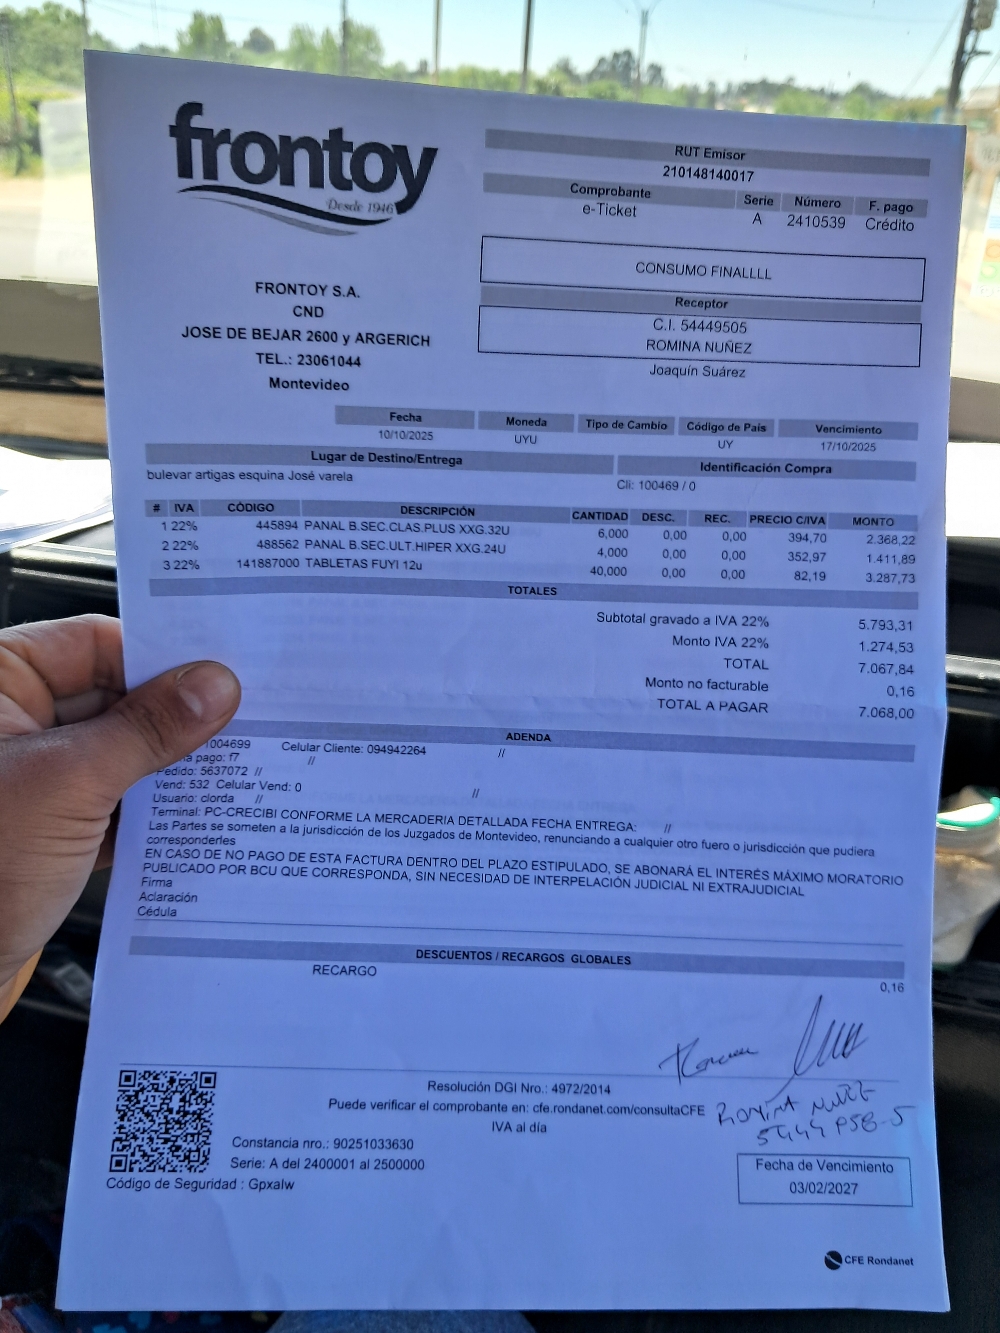 frontoy
Desde 1946
FRONTOY S.A.
CND
JOSE DE BEJAR 2600 y ARGERICH
TEL.: 23061044
Montevideo
RUT Emisor
210148140017
Comprobante Serie Número F. pago
e-Ticket A 2410539 Crédito
CONSUMO FINALLLL
Receptor
C.I. 54449505
ROMINA NUÑEZ
Joaquín Suárez
Fecha Moneda Tipo de Cambio Código de País Vencimiento
10/10/2025 UYU UY 17/10/2025
Lugar de Destino/Entrega Identificación Compra
bulevar artigas esquina José varela Cli: 100469 / 0
# IVA CÓDIGO DESCRIPCIÓN CANTIDAD DESC. REC. PRECIO C/IVA MONTO
1 22% 445894 PANAL B.SEC.CLAS.PLUS XXG.32U 6,000 0,00 0,00 394,70 2.368,22
2 22% 488562 PANAL B.SEC.ULT.HIPER XXG.24U 4,000 0,00 0,00 352,97 1.411,89
3 22% 141887000 TABLETAS FUYI 12u 40,000 0,00 0,00 82,19 3.287,73
TOTALES
Subtotal gravado a IVA 22% 5.793,31
Monto IVA 22% 1.274,53
TOTAL 7.067,84
Monto no facturable 0,16
TOTAL A PAGAR 7.068,00
ADENDA
1004699 Celular Cliente: 094942264 //
pago: f7 //
Pedido: 5637072 //
Vend: 532 Celular Vend: 0 //
Usuario: clorda //
Terminal: PC-CRECIBI CONFORME LA MERCADERIA DETALLADA FECHA ENTREGA: //
Las Partes se someten a la jurisdicción de los Juzgados de Montevideo, renunciando a cualquier otro fuero o jurisdicción que pudiera
corresponderles
EN CASO DE NO PAGO DE ESTA FACTURA DENTRO DEL PLAZO ESTIPULADO, SE ABONARÁ EL INTERÉS MÁXIMO MORATORIO
PUBLICADO POR BCU QUE CORRESPONDA, SIN NECESIDAD DE INTERPELACIÓN JUDICIAL NI EXTRAJUDICIAL
Firma
Aclaración
Cédula
DESCUENTOS / RECARGOS GLOBALES
RECARGO 0,16
Resolución DGI Nro.: 4972/2014
Puede verificar el comprobante en: cfe.rondanet.com/consultaCFE
IVA al día
Constancia nro.: 90251033630
Serie: A del 2400001 al 2500000
Código de Seguridad : Gpxalw
Fecha de Vencimiento
03/02/2027
CFE Rondanet